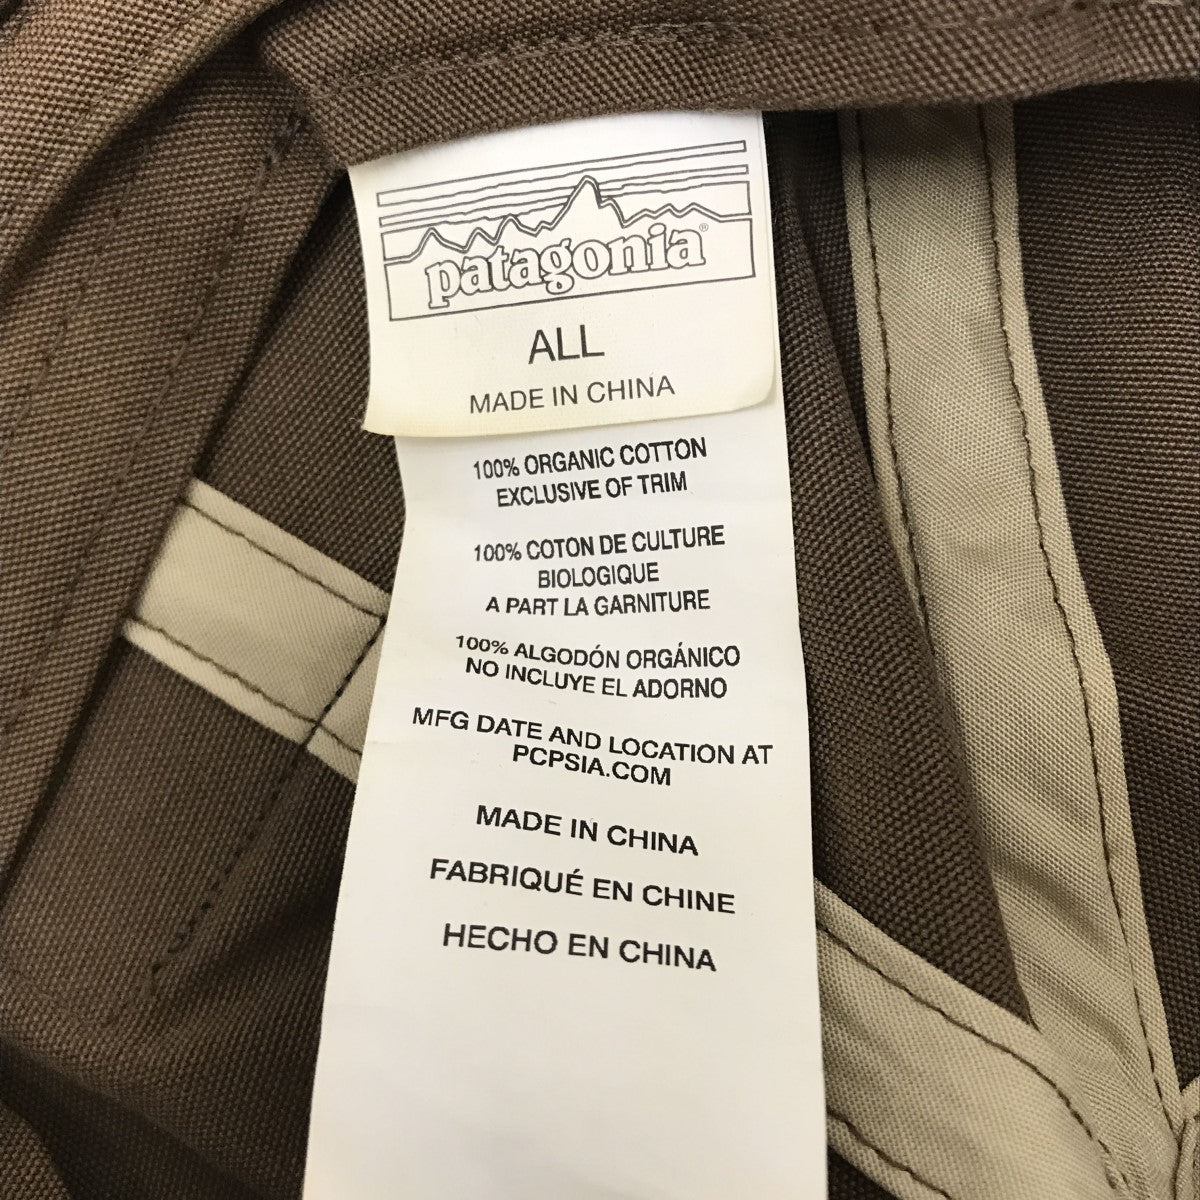 patagonia®
ALL
MADE IN CHINA
100% ORGANIC COTTON
EXCLUSIVE OF TRIM
100% COTON DE CULTURE
BIOLOGIQUE
A PART LA GARNITURE
100% ALGODÓN ORGÁNICO
NO INCLUYE EL ADORNO
MFG DATE AND LOCATION AT
PCPSIA.COM
MADE IN CHINA
FABRIQUÉ EN CHINE
HECHO EN CHINA